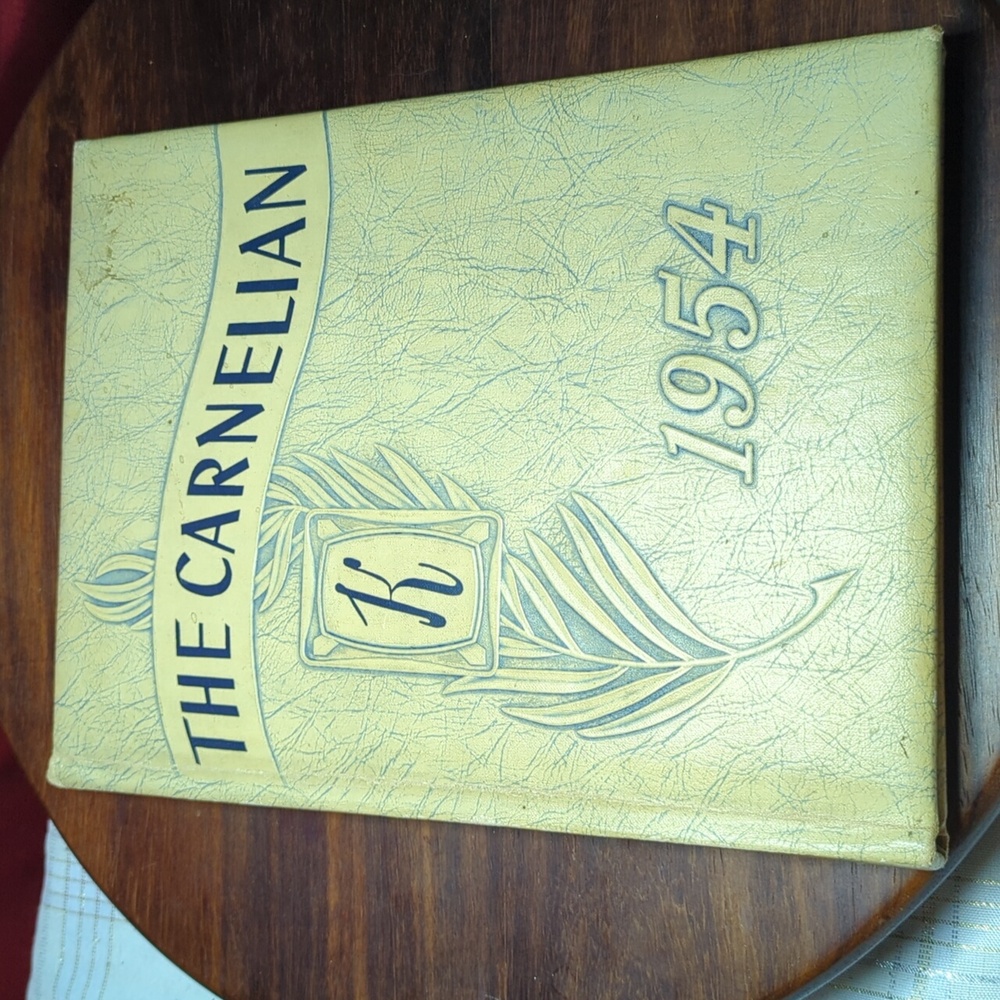 THE CARNELIAN
K
1954